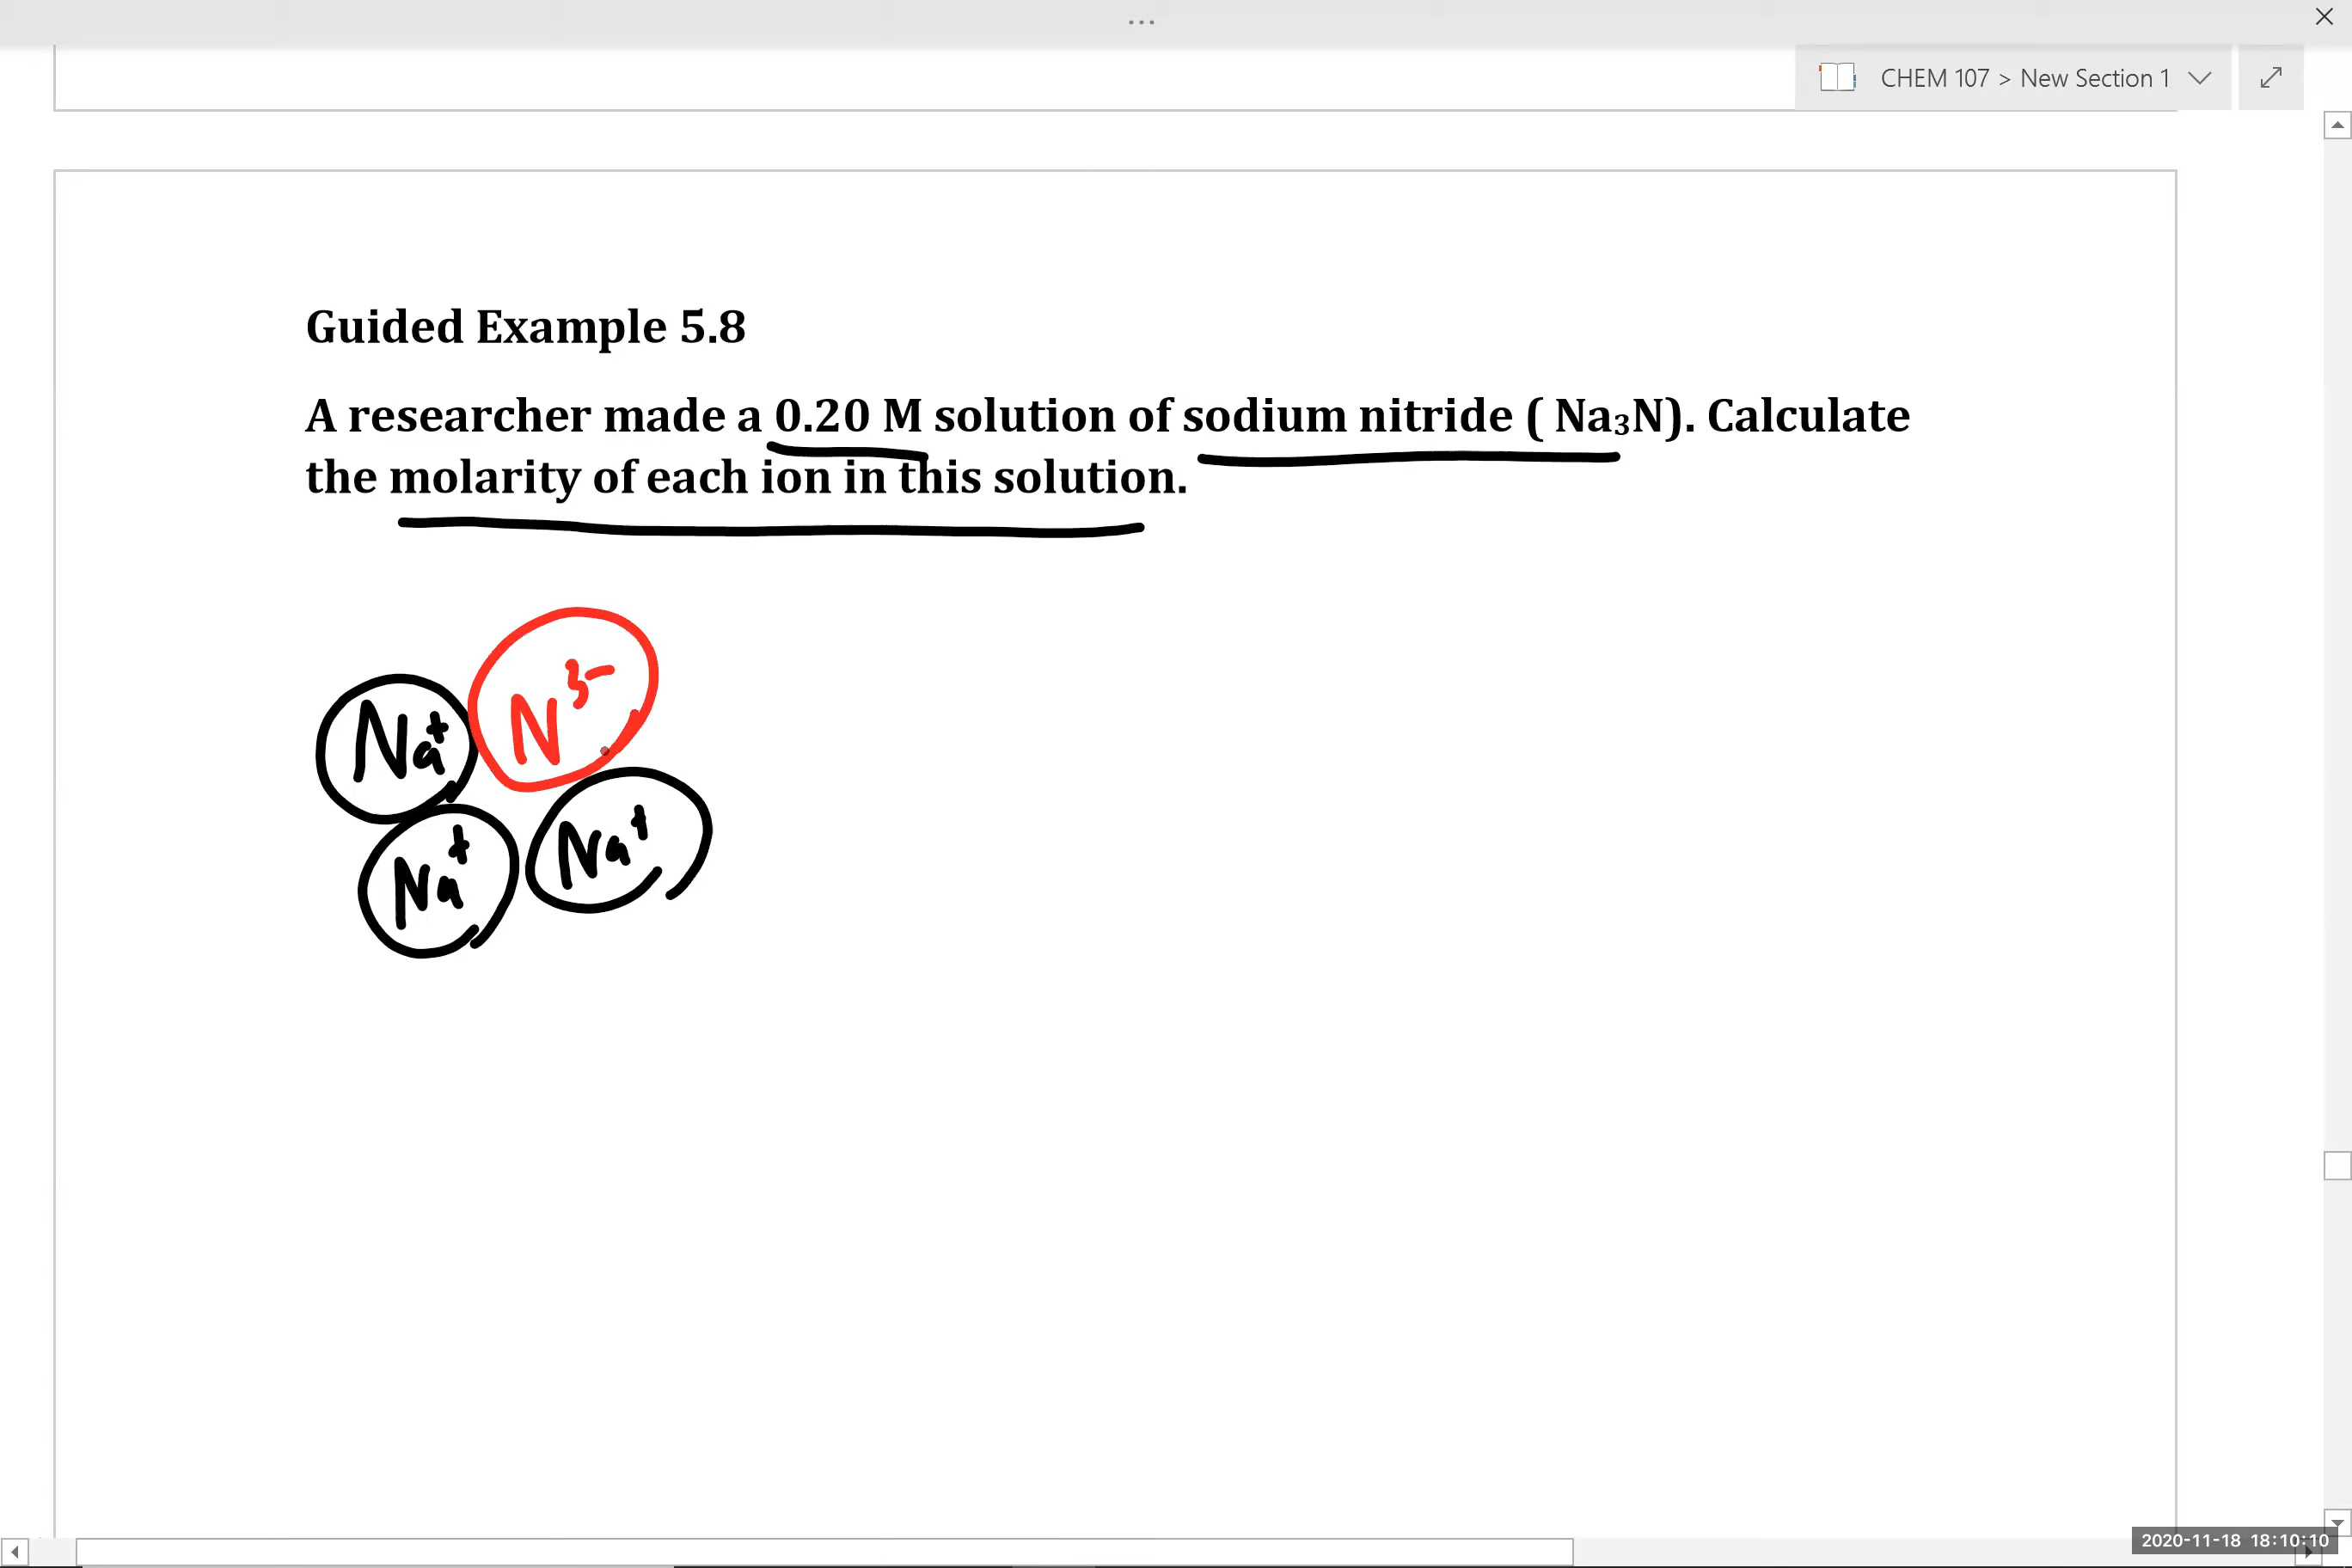 CHEM 107 > New Section 1
Guided Example 5.8
A researcher made a 0.20 M solution of sodium nitride ( Na₃N). Calculate
the molarity of each ion in this solution.
N³⁻
Na⁺
Na⁺
Na⁺
2020-11-18 18:10:10